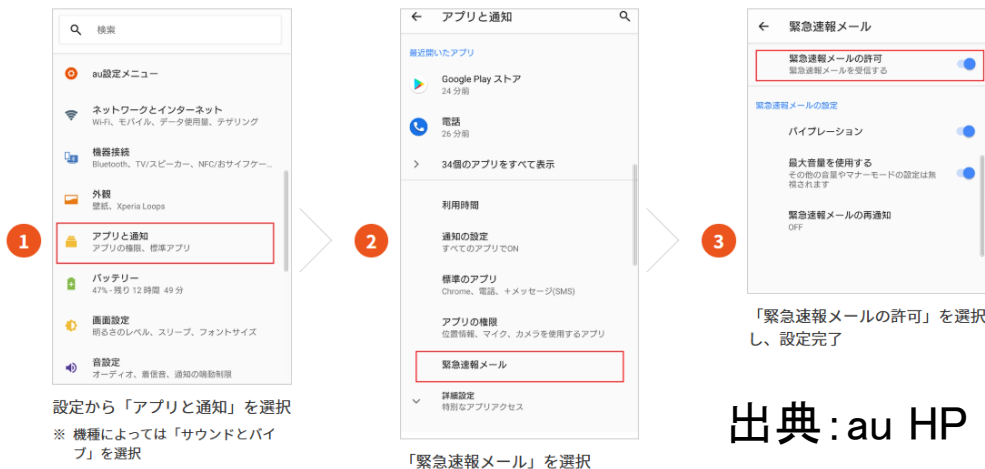 検索
au設定メニュー
ネットワークとインターネット
Wi-Fi、モバイル、データ使用量、テザリング
機器接続
Bluetooth、TV/スピーカー、NFC/おサイフケー...
外観
壁紙、Xperia Loops
1
アプリと通知
アプリの権限、標準アプリ
バッテリー
47% - 残り 12 時間 49 分
画面設定
明るさのレベル、スリープ、フォントサイズ
音設定
オーディオ、着信音、通知の鳴動制限
設定から「アプリと通知」を選択
※ 機種によっては「サウンドとバイ
ブ」を選択
アプリと通知
最近開いたアプリ
Google Play ストア
24 分前
電話
26 分前
34個のアプリをすべて表示
利用時間
2
通知の設定
すべてのアプリでON
標準のアプリ
Chrome、電話、+メッセージ(SMS)
アプリの権限
位置情報、マイク、カメラを使用するアプリ
緊急速報メール
詳細設定
特別なアプリアクセス
「緊急速報メール」を選択
緊急速報メール
緊急速報メールの許可
緊急速報メールを受信する
緊急速報メールの設定
バイブレーション
最大音量を使用する
その他の音量やマナーモードの設定は無
視されます
3
緊急速報メールの再通知
OFF
「緊急速報メールの許可」を選択
し、設定完了
出典:au HP